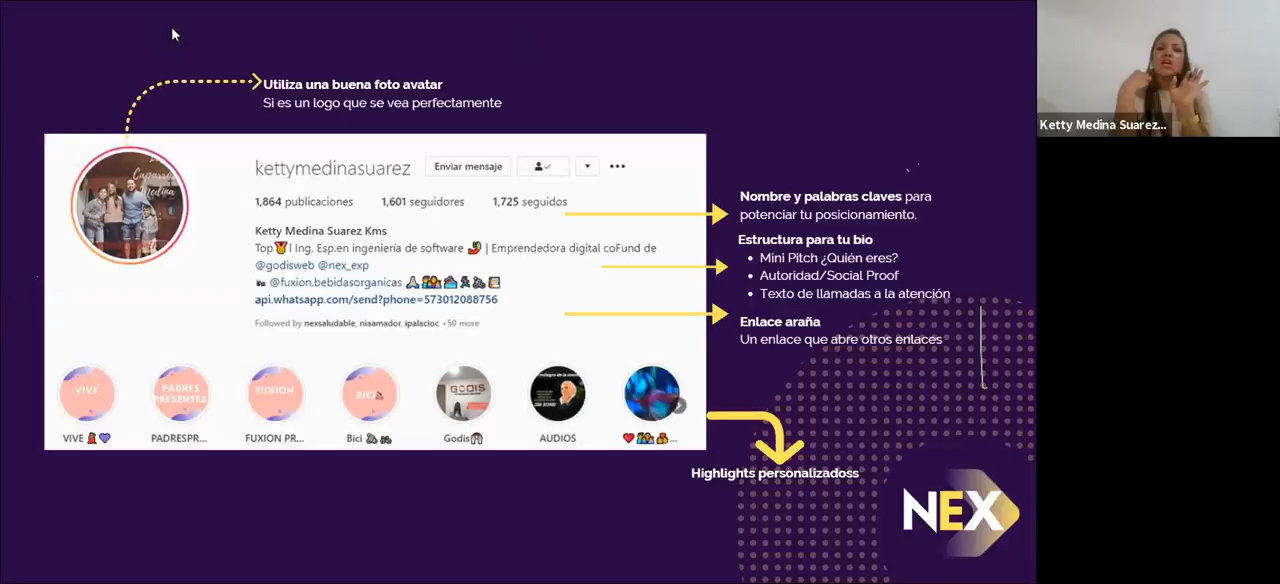 Utiliza una buena foto avatar
Si es un logo que se vea perfectamente
Caparros
Medina
kettymedinasuarez
Enviar mensaje
1,864 publicaciones 1,601 seguidores 1,725 seguidos
Ketty Medina Suarez Kms
Top🏅| Ing. Esp.en ingeniería de software 🤳 | Emprendedora digital coFund de
@godisweb @nex_exp
@fuxion.bebidasorganicas
api.whatsapp.com/send?phone=573012088756
Followed by nexsaludable, niaamador, ipalacioc +50 more
VIVE
PADRES
PRESENTES
FUXION
BICI
GODIS
VIVE
PADRESPR...
FUXION PR...
Bici
Godis
AUDIOS
...
Nombre y palabras claves para
potenciar tu posicionamiento.
Estructura para tu bio
• Mini Pitch ¿Quién eres?
• Autoridad/Social Proof
• Texto de llamadas a la atención
Enlace araña
Un enlace que abre otros enlaces
Highlights personalizadoss
NEX
Ketty Medina Suarez...